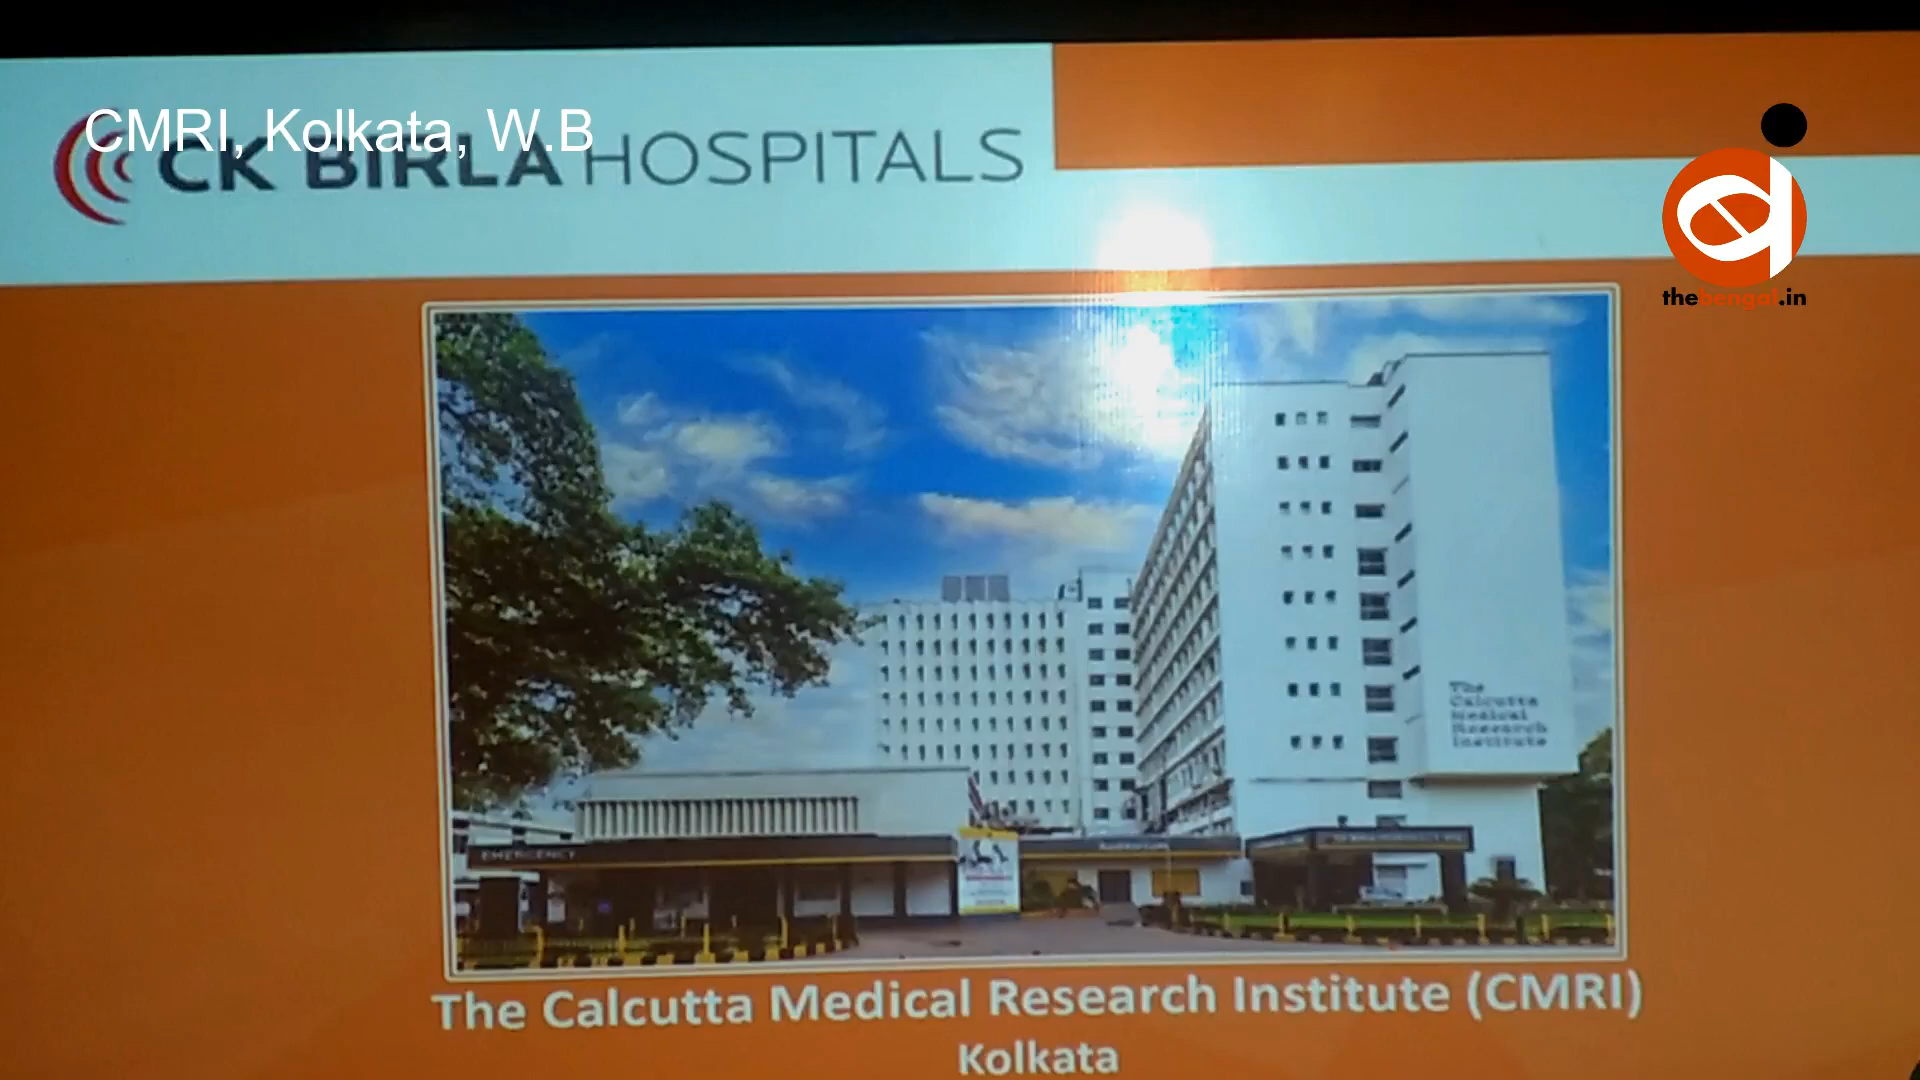 CMRI, Kolkata, W.B
CK BIRLA HOSPITALS
thebengal.in
The
Calcutta
Medical
Research
Institute
EMERGENCY
The Calcutta Medical Research Institute (CMRI)
Kolkata